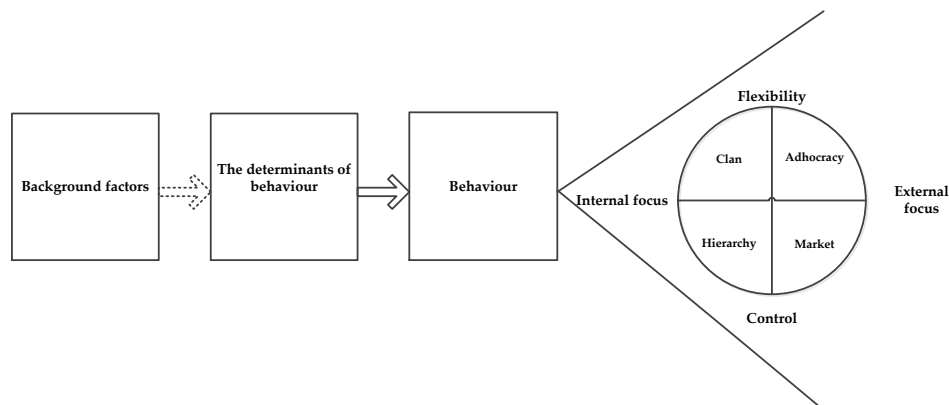 Background factors
The determinants of
behaviour
Behaviour
Internal focus
Flexibility
Clan
Adhocracy
Hierarchy
Market
Control
External
focus